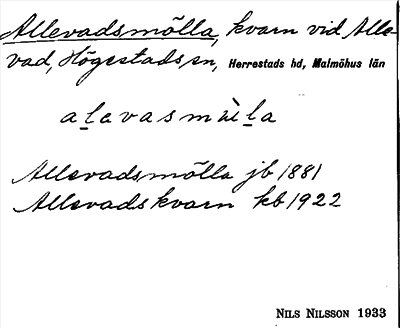 Allevadsmölla, kvarn vid Alle-
vad, Högestads sn, Herrestads hd, Malmöhus län
Allevadsmölla jb 1881
Allevadskvarn kb 1922
NILS NILSSON 1933